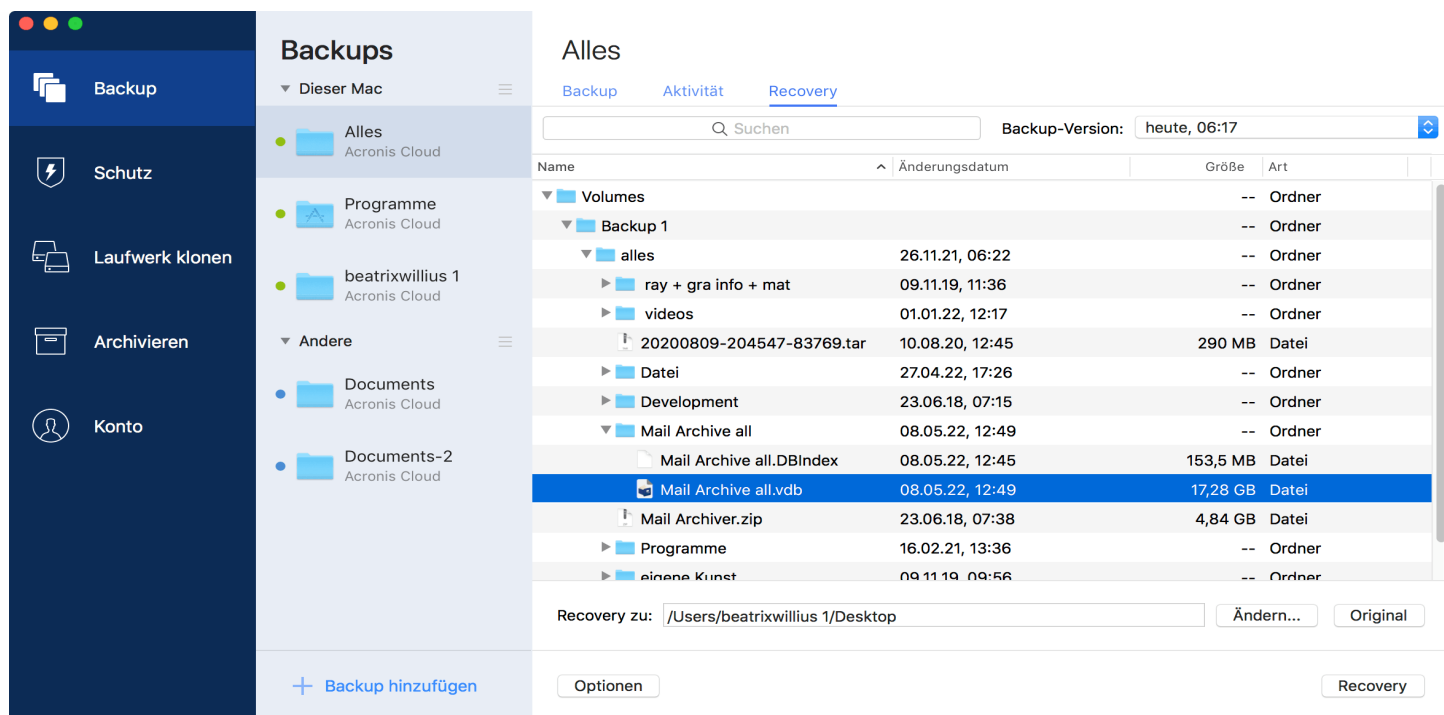 Backup
Schutz
Laufwerk klonen
Archivieren
Konto
Backups
Dieser Mac
Alles
Acronis Cloud
Programme
Acronis Cloud
beatrixwillius 1
Acronis Cloud
Andere
Documents
Acronis Cloud
Documents-2
Acronis Cloud
Backup hinzufügen
Alles
Backup Aktivität Recovery
Suchen Backup-Version: heute, 06:17
Name Änderungsdatum Größe Art
Volumes -- Ordner
Backup 1 -- Ordner
alles 26.11.21, 06:22 -- Ordner
ray + gra info + mat 09.11.19, 11:36 -- Ordner
videos 01.01.22, 12:17 -- Ordner
20200809-204547-83769.tar 10.08.20, 12:45 290 MB Datei
Datei 27.04.22, 17:26 -- Ordner
Development 23.06.18, 07:15 -- Ordner
Mail Archive all 08.05.22, 12:49 -- Ordner
Mail Archive all.DBIndex 08.05.22, 12:45 153,5 MB Datei
Mail Archive all.vdb 08.05.22, 12:49 17,28 GB Datei
Mail Archiver.zip 23.06.18, 07:38 4,84 GB Datei
Programme 16.02.21, 13:36 -- Ordner
eigene Kunst 09.11.19, 09:56 -- Ordner
Recovery zu: /Users/beatrixwillius 1/Desktop Ändern... Original
Optionen Recovery